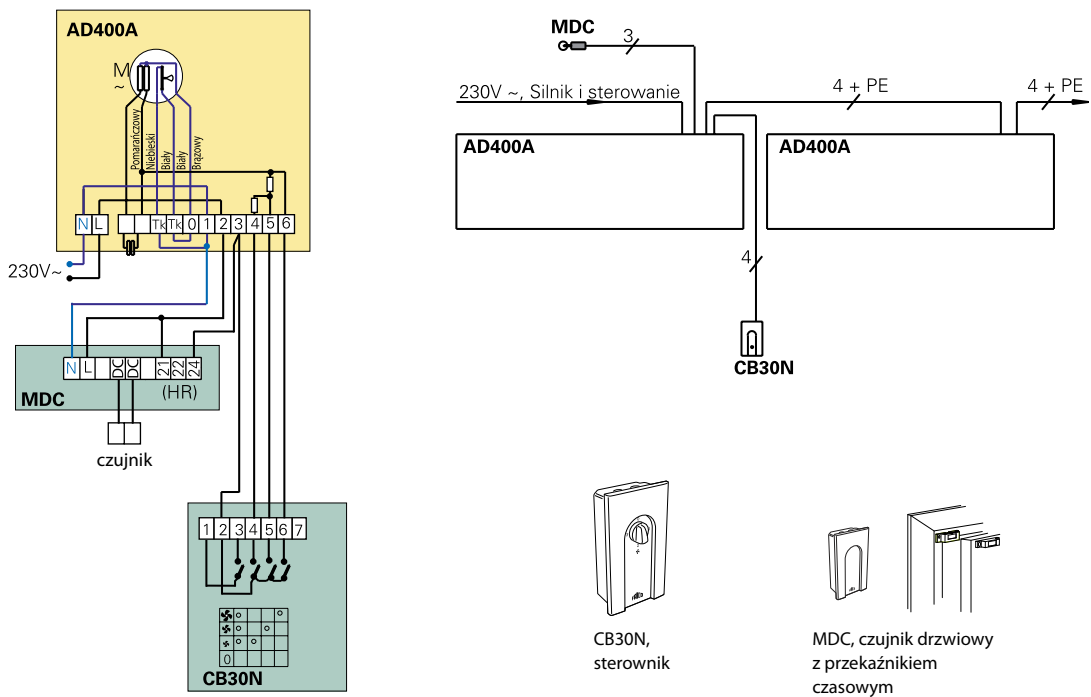 AD400A
M
~
Pomarańczowy
Niebieski
Biały
Biały
Brązowy
N L Tk Tk 0 1 2 3 4 5 6
230V~
N L DC DC 21 22 24
(HR)
MDC
czujnik
1 2 3 4 5 6 7
0
CB30N
MDC
3
230V ~, Silnik i sterowanie
4 + PE
4 + PE
AD400A
AD400A
4
CB30N
CB30N,
sterownik
MDC, czujnik drzwiowy
z przekaźnikiem
czasowym